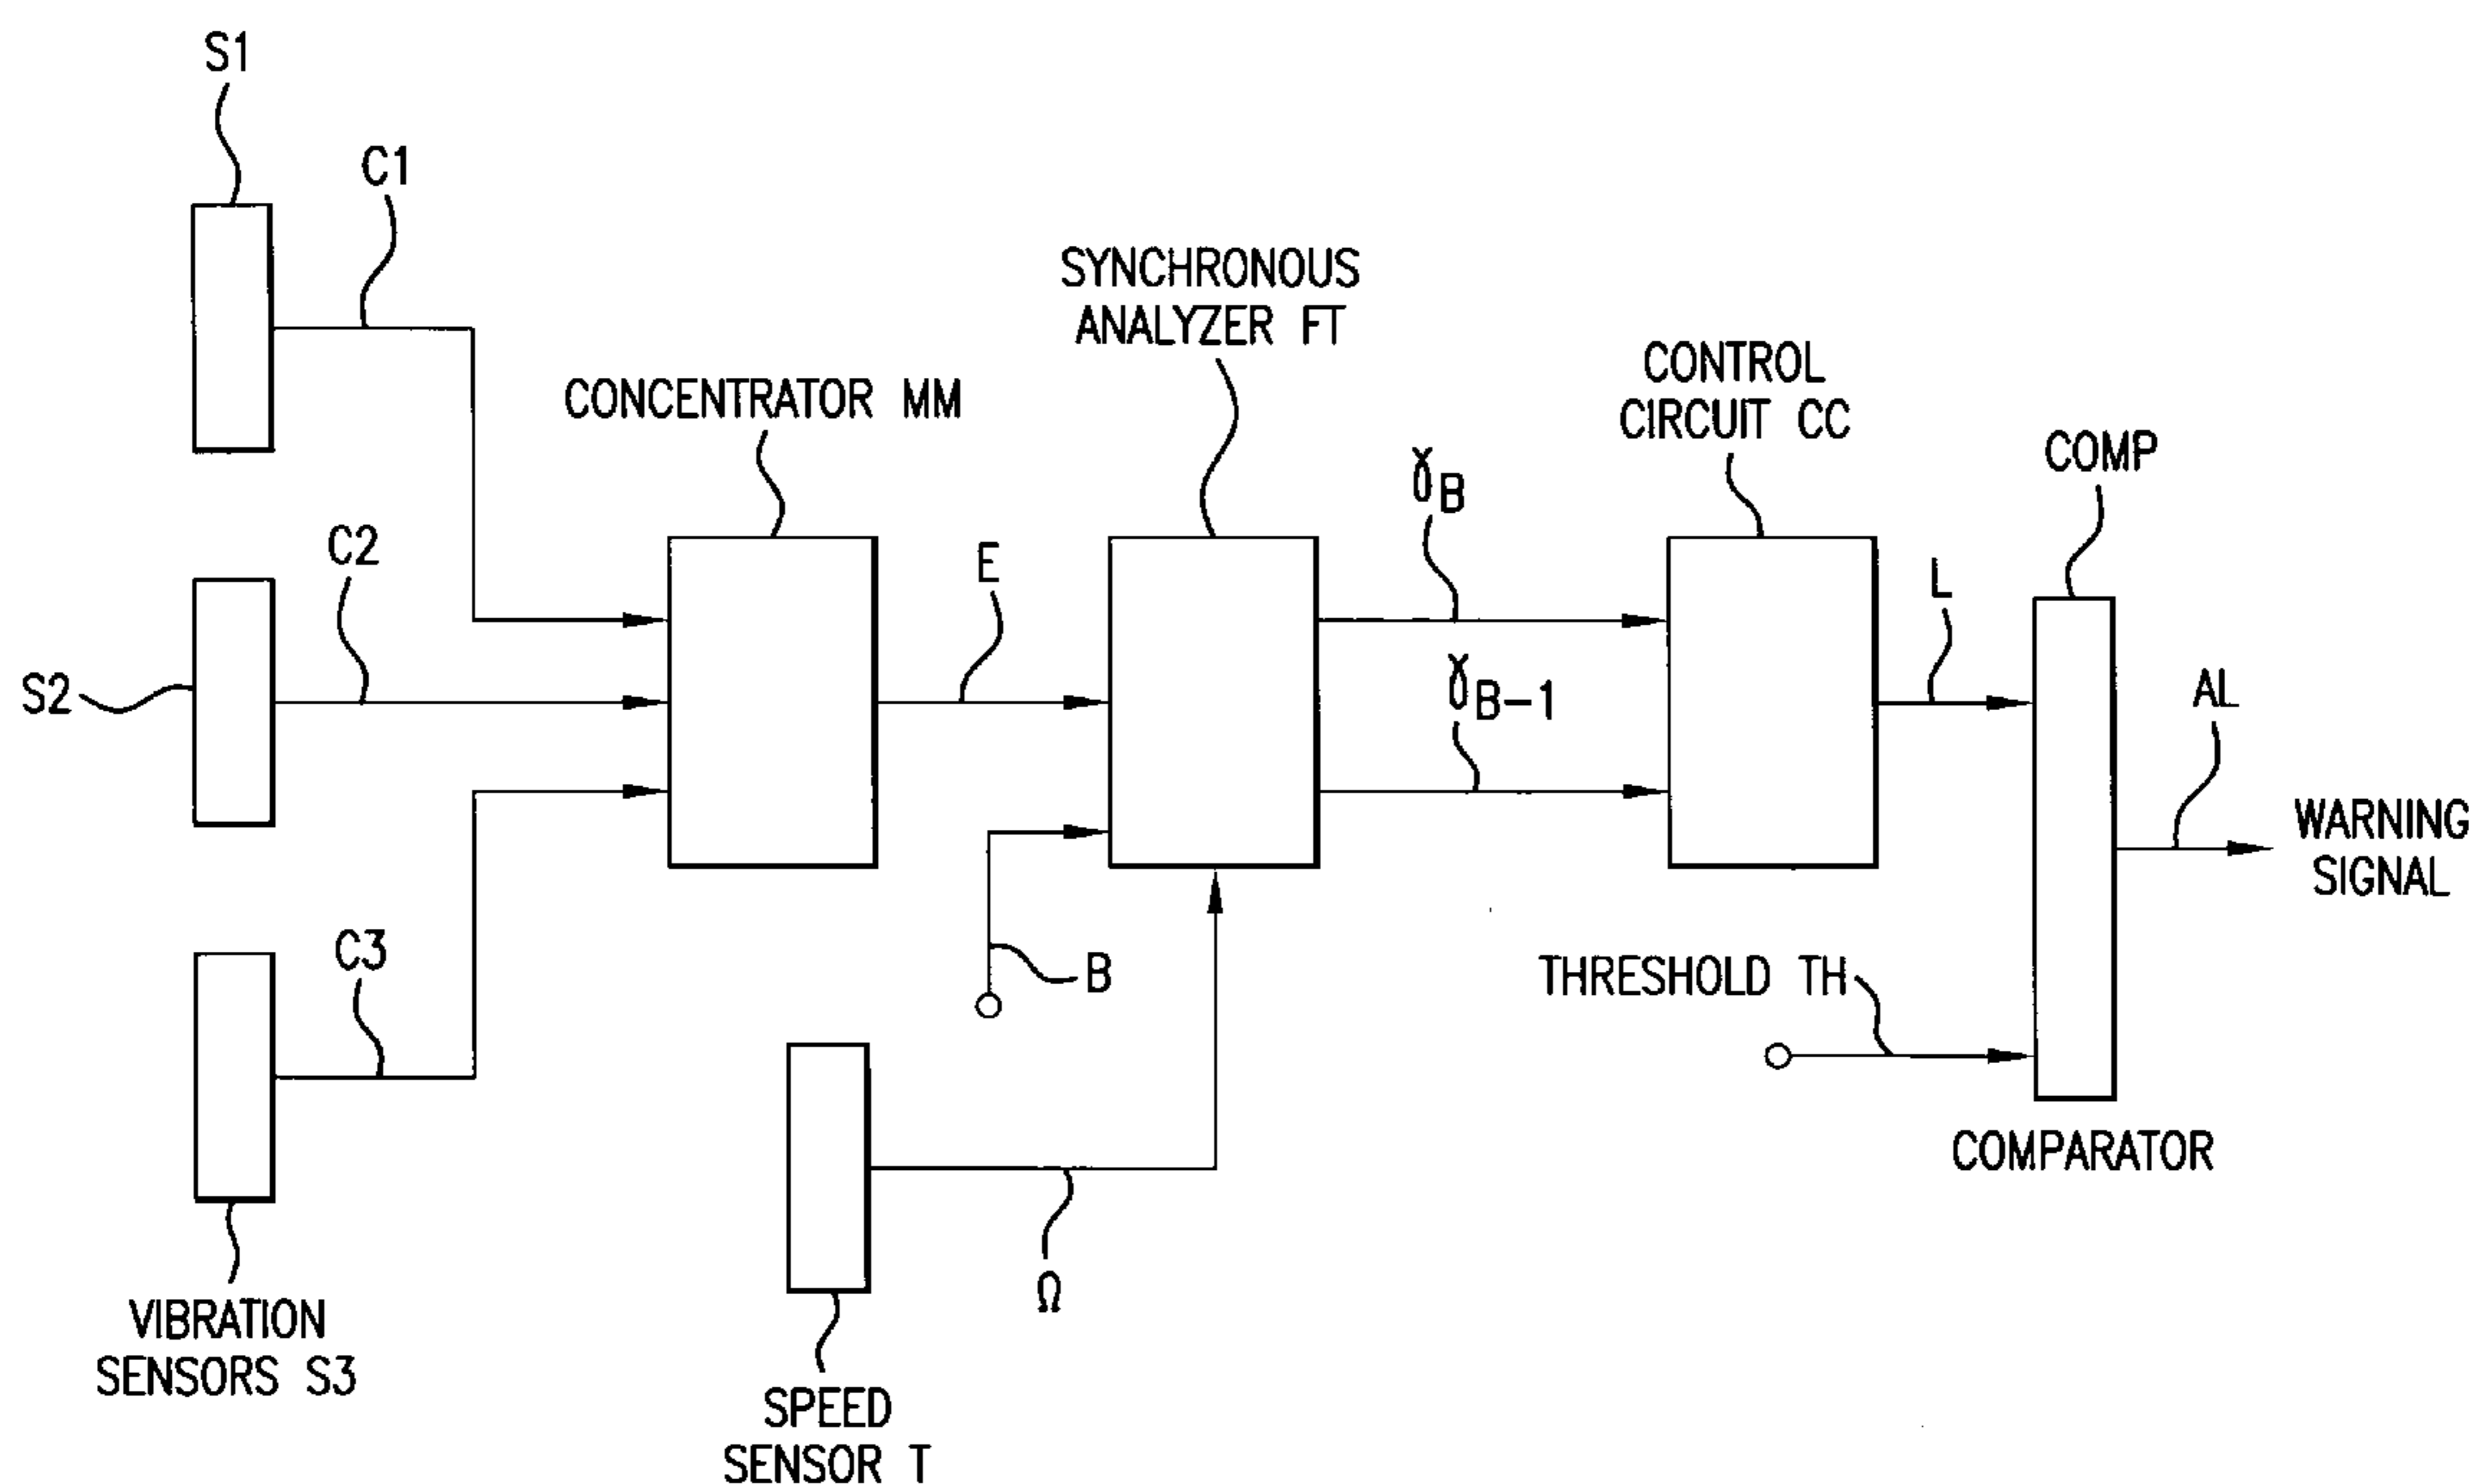 S1
C1
SYNCHRONOUS
ANALYZER FT
CONTROL
CIRCUIT CC
CONCENTRATOR MM
COMP
γB
C2
E
L
S2
γB-1
AL
WARNING
SIGNAL
C3
B
THRESHOLD TH
COMPARATOR
Ω
VIBRATION
SENSORS S3
SPEED
SENSOR T